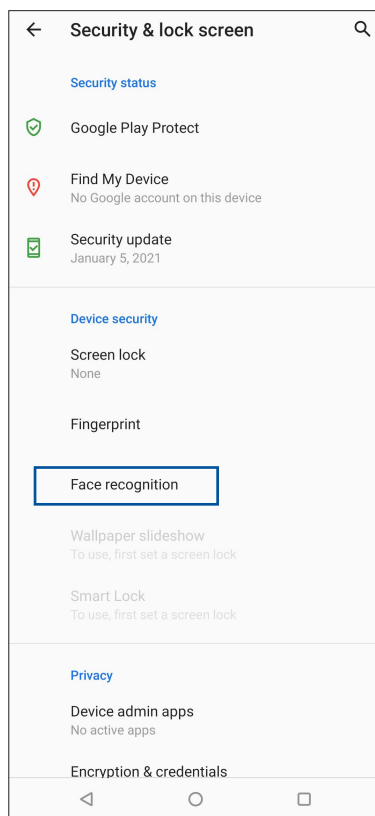 Security & lock screen
Security status
Google Play Protect
Find My Device
No Google account on this device
Security update
January 5, 2021
Device security
Screen lock
None
Fingerprint
Face recognition
Wallpaper slideshow
To use, first set a screen lock
Smart Lock
To use, first set a screen lock
Privacy
Device admin apps
No active apps
Encryption & credentials